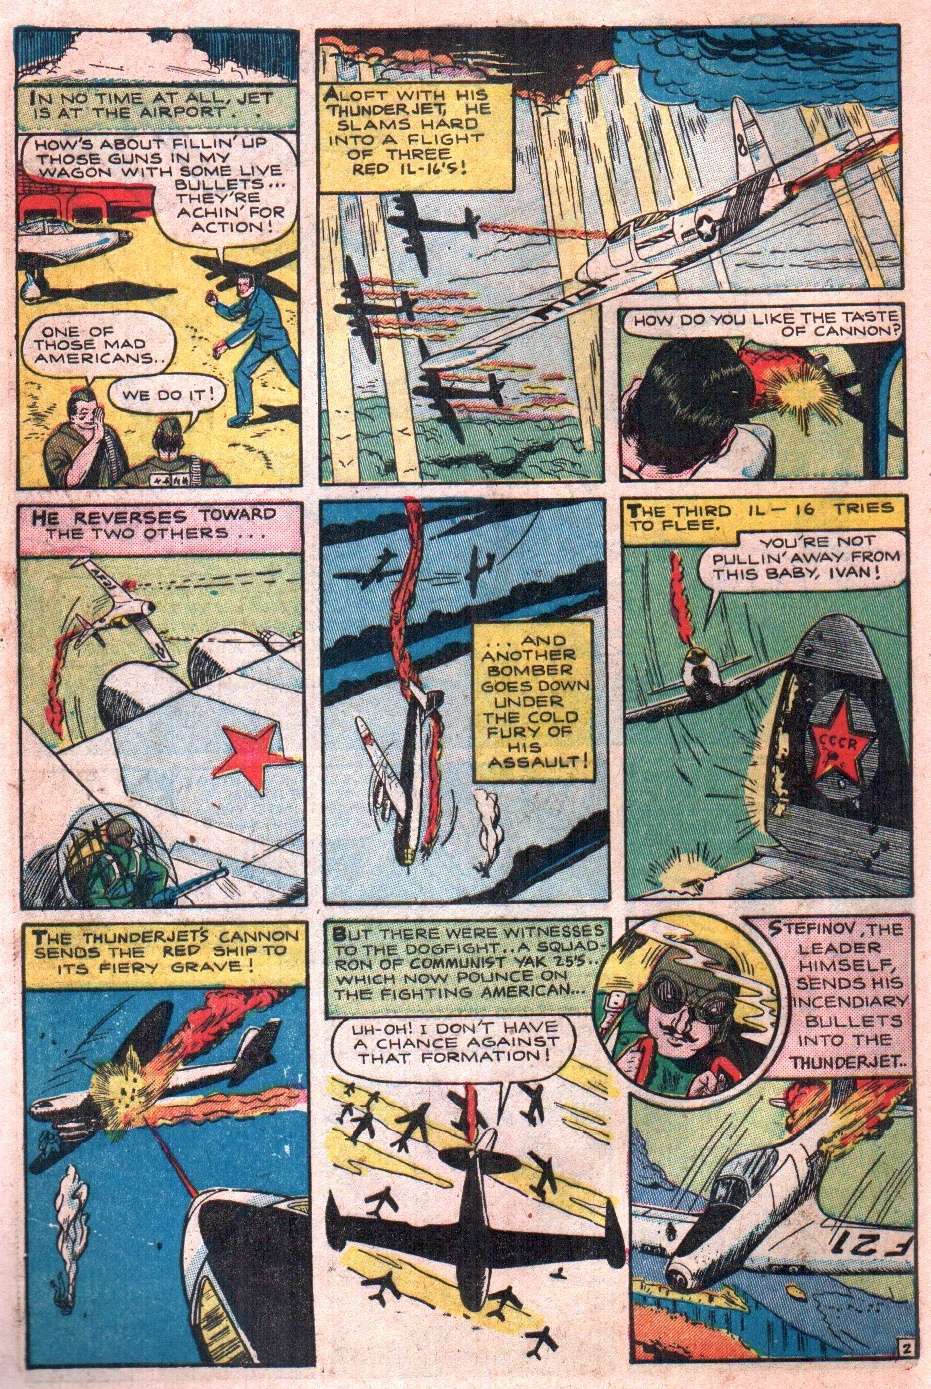 IN NO TIME AT ALL, JET
IS AT THE AIRPORT . .
HOW'S ABOUT FILLIN' UP
THOSE GUNS IN MY
WAGON WITH SOME LIVE
BULLETS...
THEY'RE
ACHIN' FOR
ACTION!
ONE OF
THOSE MAD
AMERICANS..
WE DO IT!
ALOFT WITH HIS
THUNDERJET, HE
SLAMS HARD
INTO A FLIGHT
OF THREE
RED IL-16'S!
HOW DO YOU LIKE THE TASTE
OF CANNON?
HE REVERSES TOWARD
THE TWO OTHERS ...
...AND
ANOTHER
BOMBER
GOES DOWN
UNDER
THE COLD
FURY OF
HIS
ASSAULT!
THE THIRD IL-16 TRIES
TO FLEE.
YOU'RE NOT
PULLIN' AWAY FROM
THIS BABY, IVAN!
CCCP
THE THUNDERJET'S CANNON
SENDS THE RED SHIP TO
ITS FIERY GRAVE!
BUT THERE WERE WITNESSES
TO THE DOGFIGHT..A SQUAD-
RON OF COMMUNIST YAK 25'S..
WHICH NOW POUNCE ON
THE FIGHTING AMERICAN...
UH-OH! I DON'T HAVE
A CHANCE AGAINST
THAT FORMATION!
STEFINOV, THE
LEADER
HIMSELF,
SENDS HIS
INCENDIARY
BULLETS
INTO THE
THUNDERJET..
F21
2